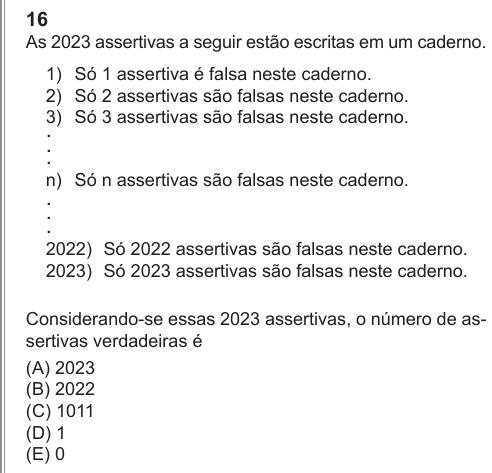 16
As 2023 assertivas a seguir estão escritas em um caderno.
1) Só 1 assertiva é falsa neste caderno.
2) Só 2 assertivas são falsas neste caderno.
3) Só 3 assertivas são falsas neste caderno.
.
.
.
n) Só n assertivas são falsas neste caderno.
.
.
.
2022) Só 2022 assertivas são falsas neste caderno.
2023) Só 2023 assertivas são falsas neste caderno.
Considerando-se essas 2023 assertivas, o número de as-
sertivas verdadeiras é
(A) 2023
(B) 2022
(C) 1011
(D) 1
(E) 0